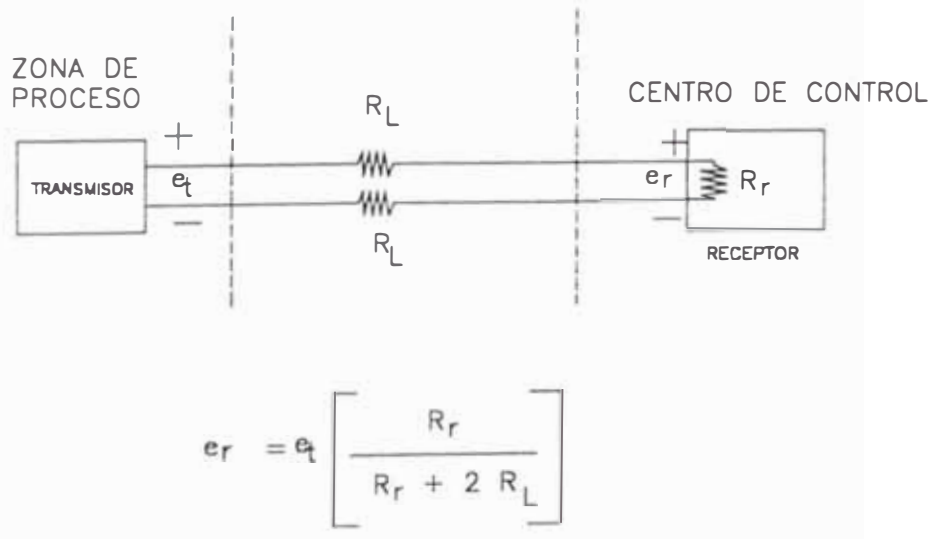 ZONA DE
PROCESO
CENTRO DE CONTROL
R_L
+
+
TRANSMISOR
e_t
e_r
R_r
−
−
R_L
RECEPTOR
e_r = e_t [ R_r / R_r + 2 R_L ]